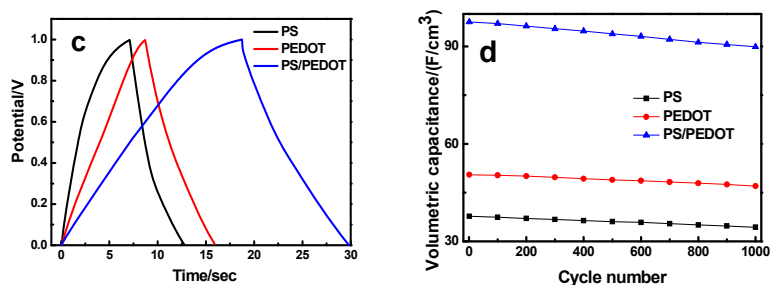 c
PS
PEDOT
PS/PEDOT
Potential/V
1.0
0.8
0.6
0.4
0.2
0.0
0 5 10 15 20 25 30
Time/sec
d
PS
PEDOT
PS/PEDOT
Volumetric capacitance/(F/cm³)
90
60
30
0 200 400 600 800 1000
Cycle number